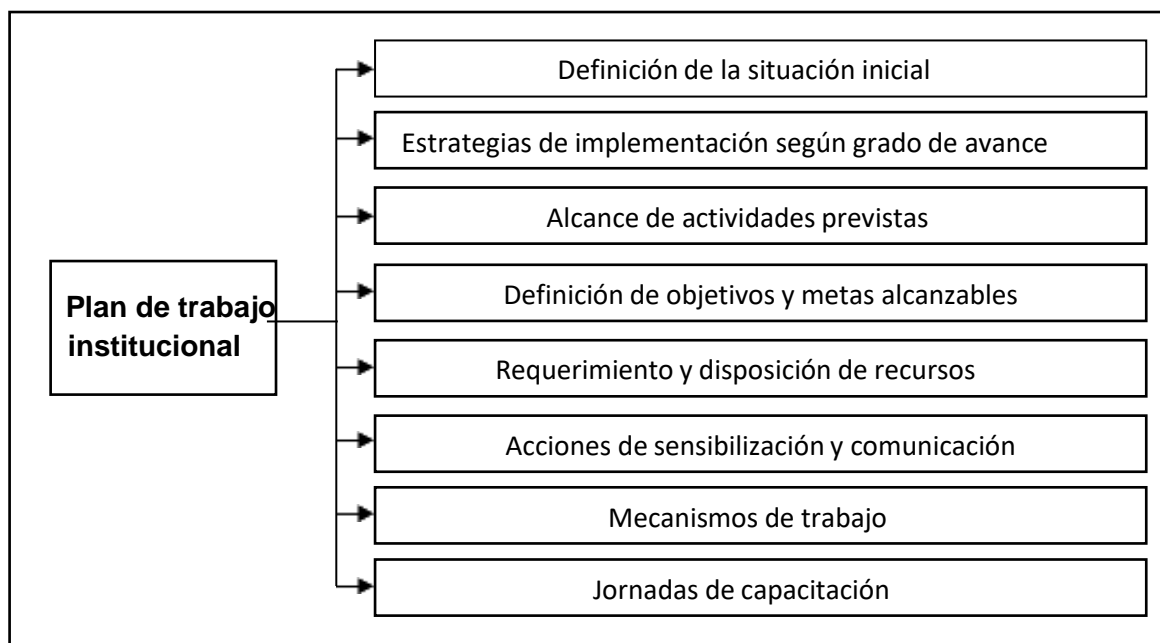 Definición de la situación inicial
Estrategias de implementación según grado de avance
Alcance de actividades previstas
Plan de trabajo
institucional
Definición de objetivos y metas alcanzables
Requerimiento y disposición de recursos
Acciones de sensibilización y comunicación
Mecanismos de trabajo
Jornadas de capacitación